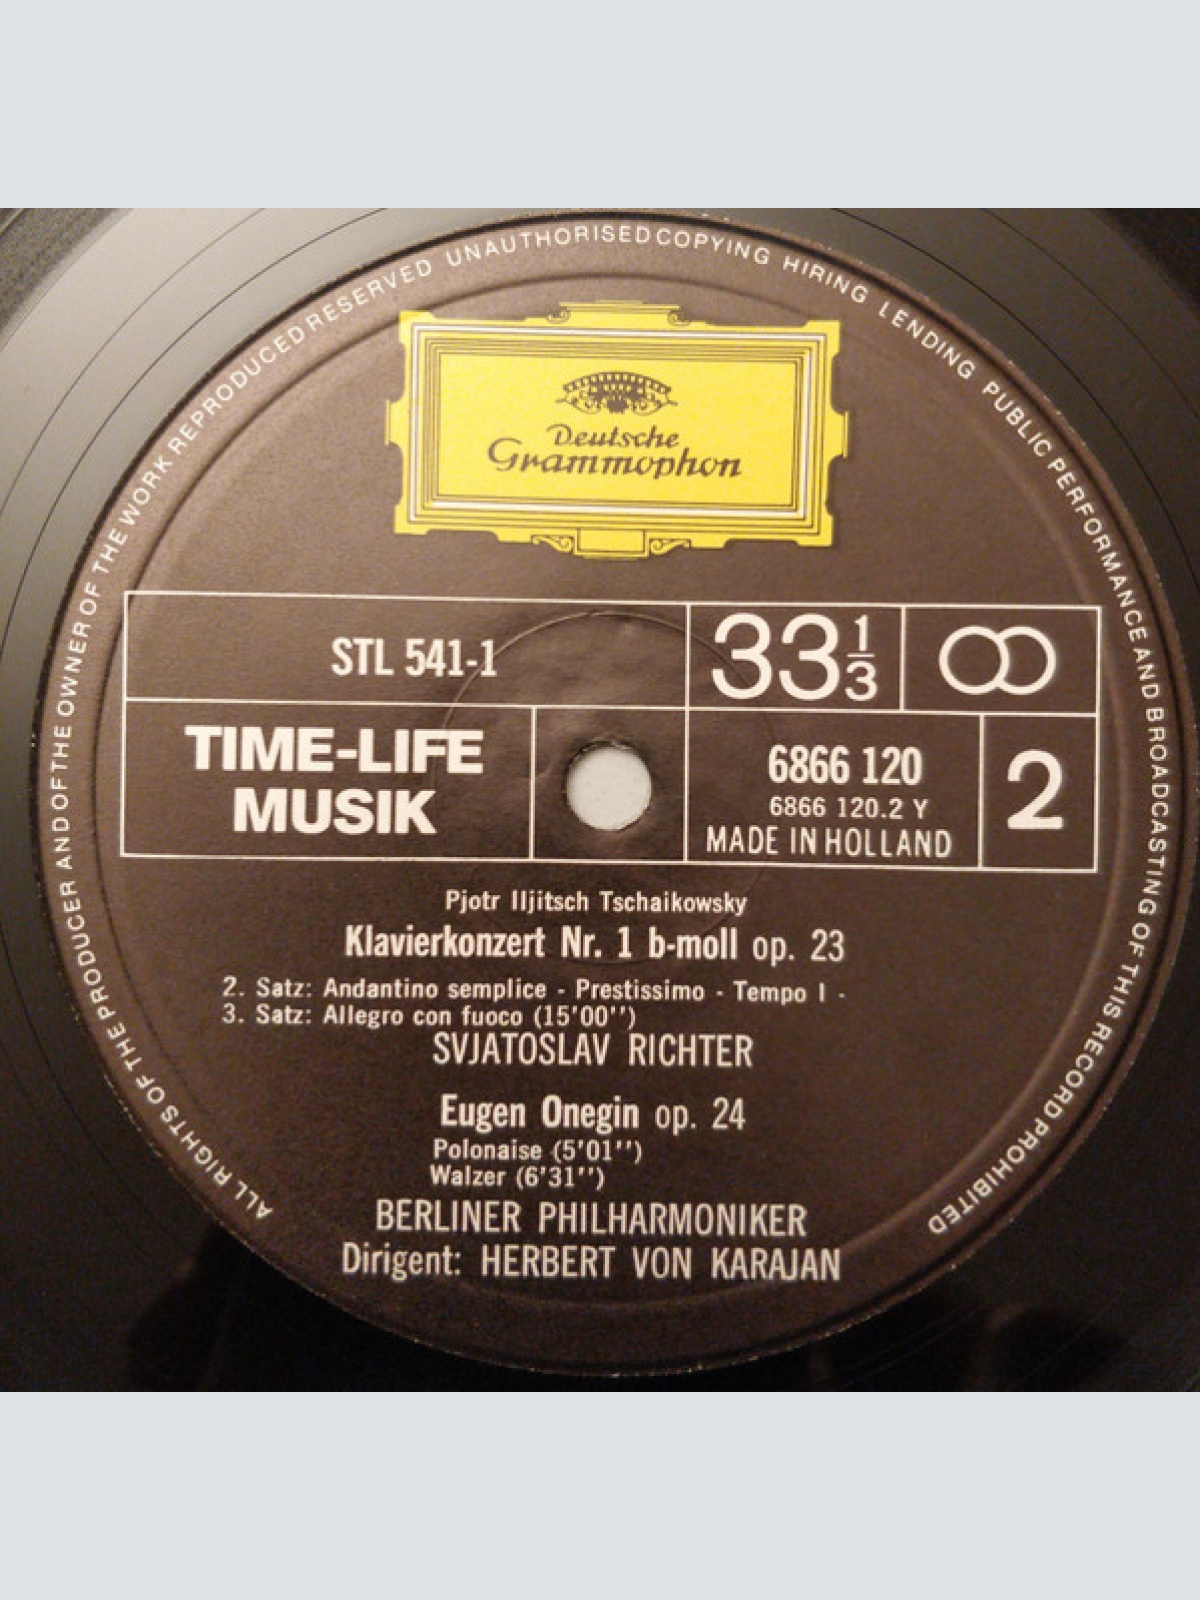 ALL RIGHTS OF THE PRODUCER AND OF THE OWNER OF THE WORK REPRODUCED RESERVED UNAUTHORISED COPYING HIRING LENDING PUBLIC PERFORMANCE AND BROADCASTING OF THIS RECORD PROHIBITED
Deutsche
Grammophon
STL 541-1
33 1/3
TIME-LIFE
MUSIK
6866 120
6866 120.2 Y
MADE IN HOLLAND
2
Pjotr Iljitsch Tschaikowsky
Klavierkonzert Nr. 1 b-moll op. 23
2. Satz: Andantino semplice - Prestissimo - Tempo I -
3. Satz: Allegro con fuoco (15'00'')
SVJATOSLAV RICHTER
Eugen Onegin op. 24
Polonaise (5'01'')
Walzer (6'31'')
BERLINER PHILHARMONIKER
Dirigent: HERBERT VON KARAJAN